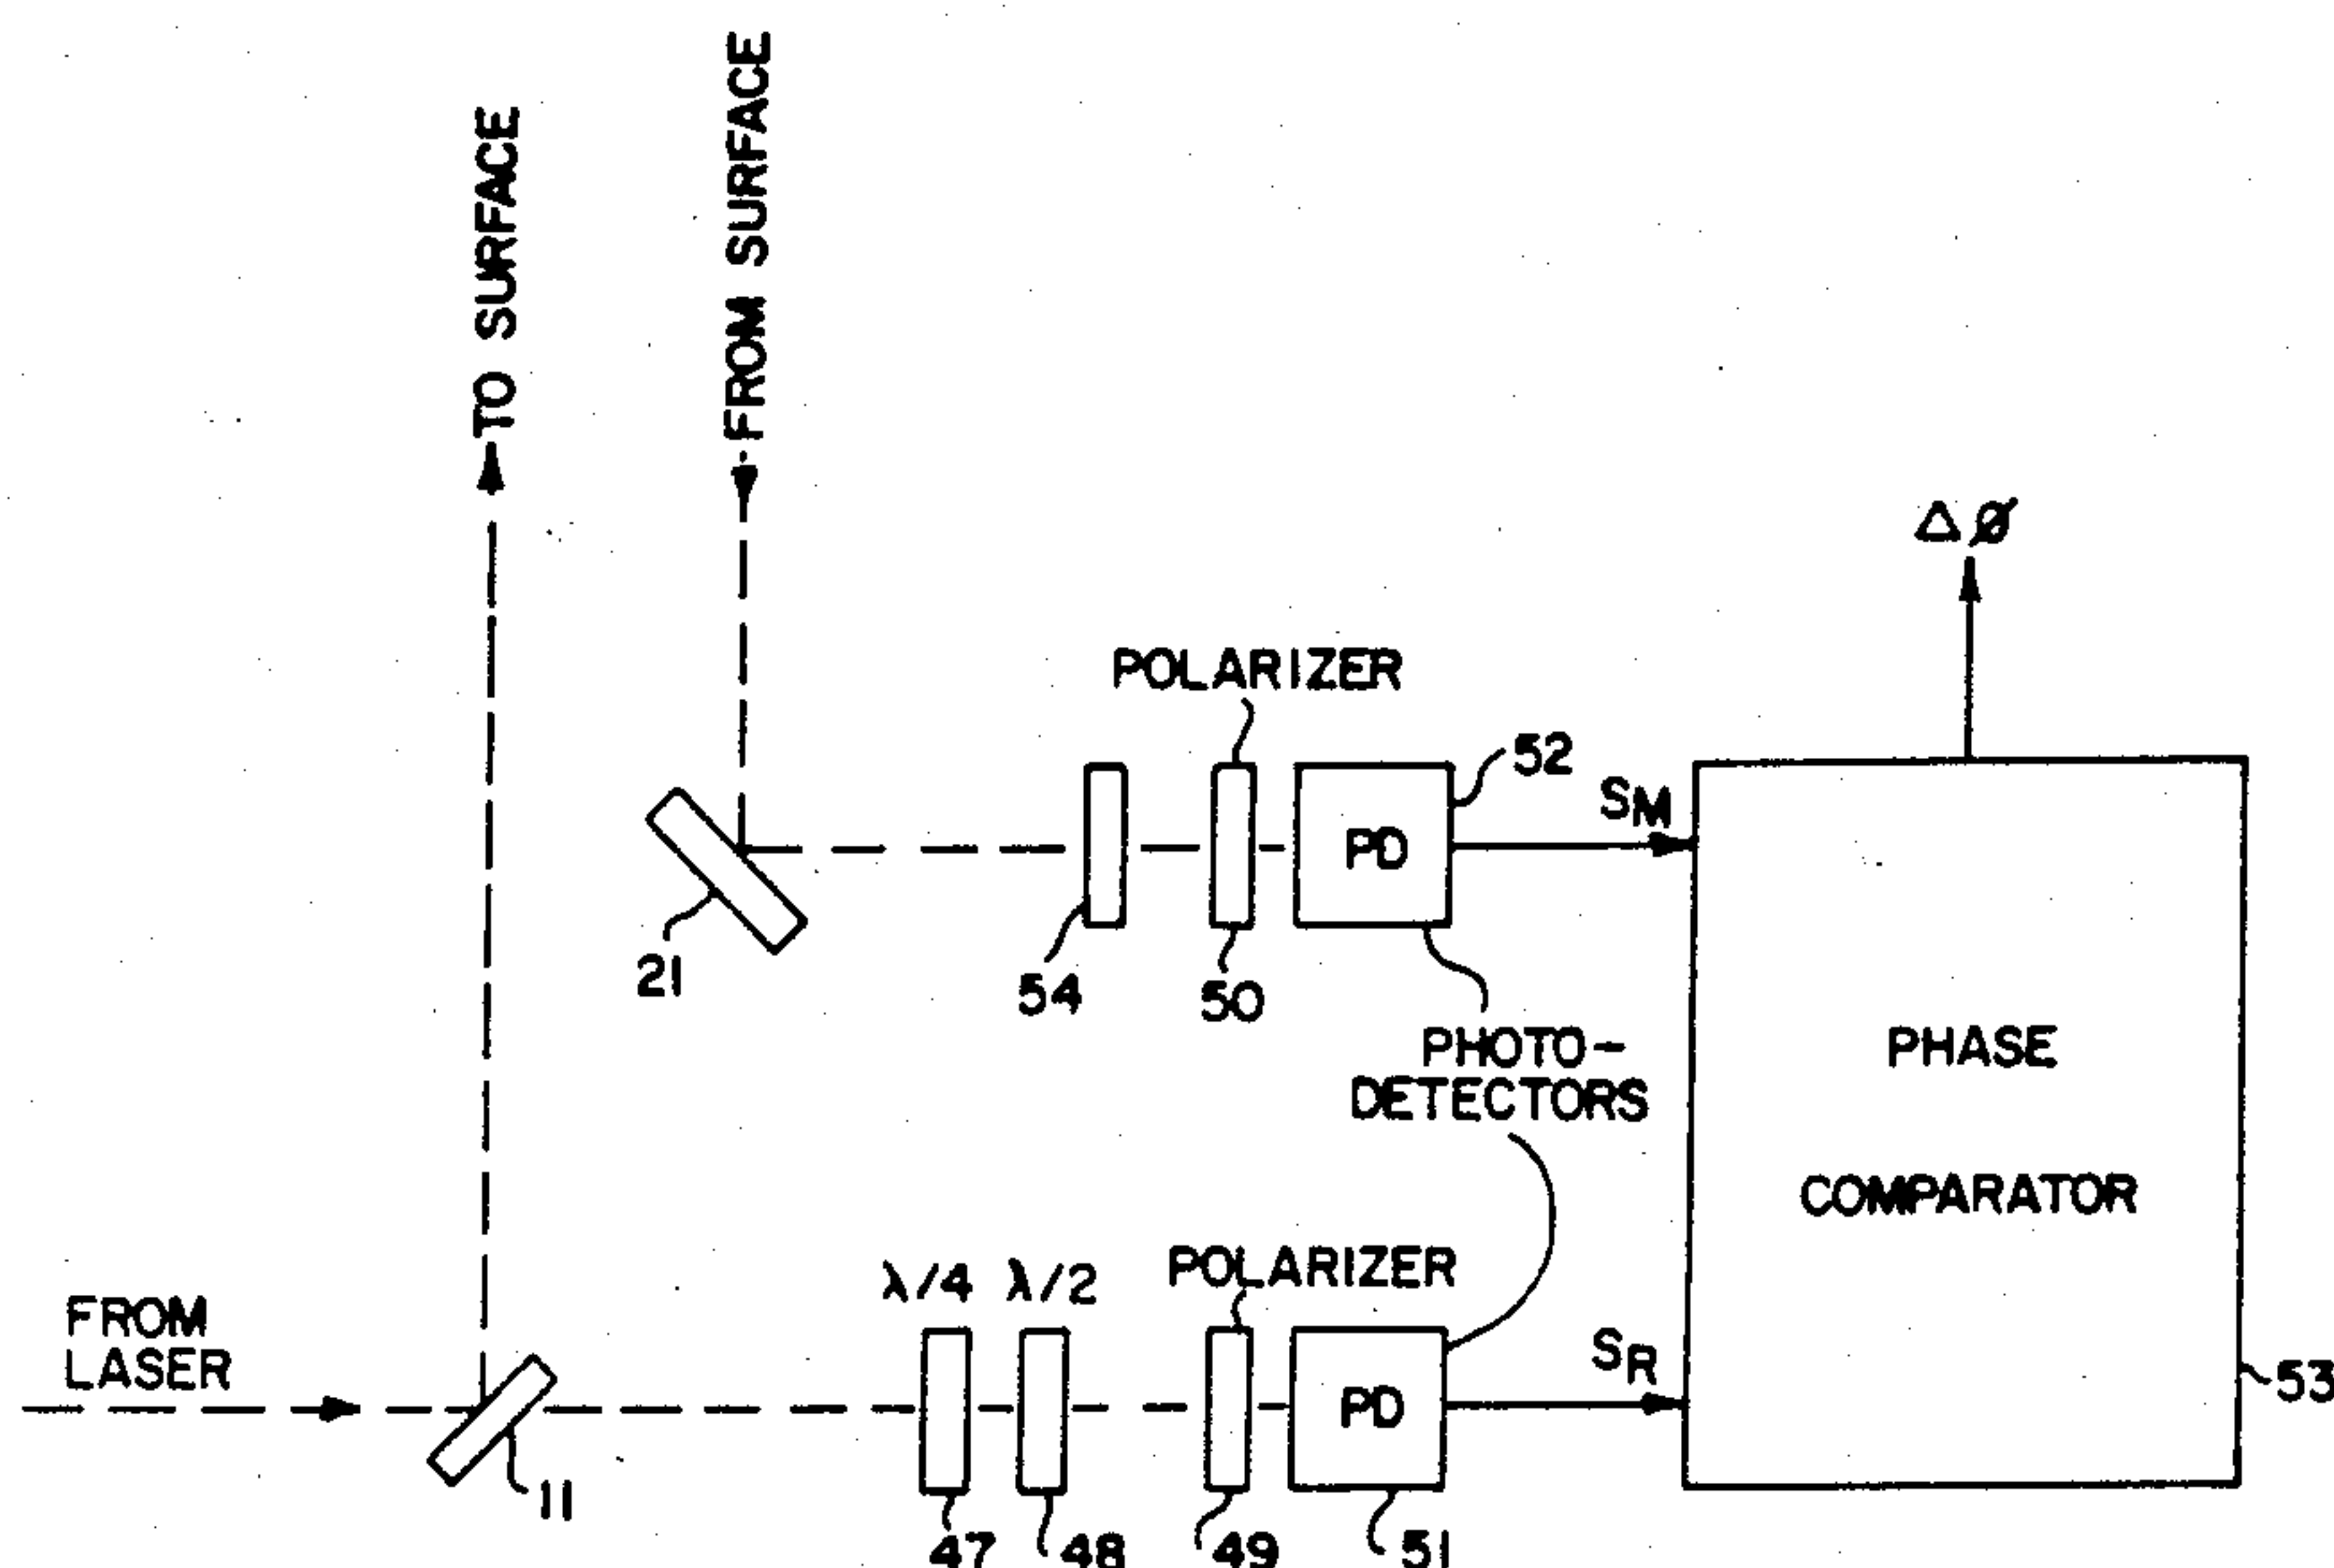 TO SURFACE
FROM SURFACE
Δ∅
POLARIZER
52
SM
PD
21
54
50
PHOTO-
DETECTORS
PHASE
COMPARATOR
λ/4 λ/2
POLARIZER
FROM
LASER
SR
PD
53
11
47
48
49
51